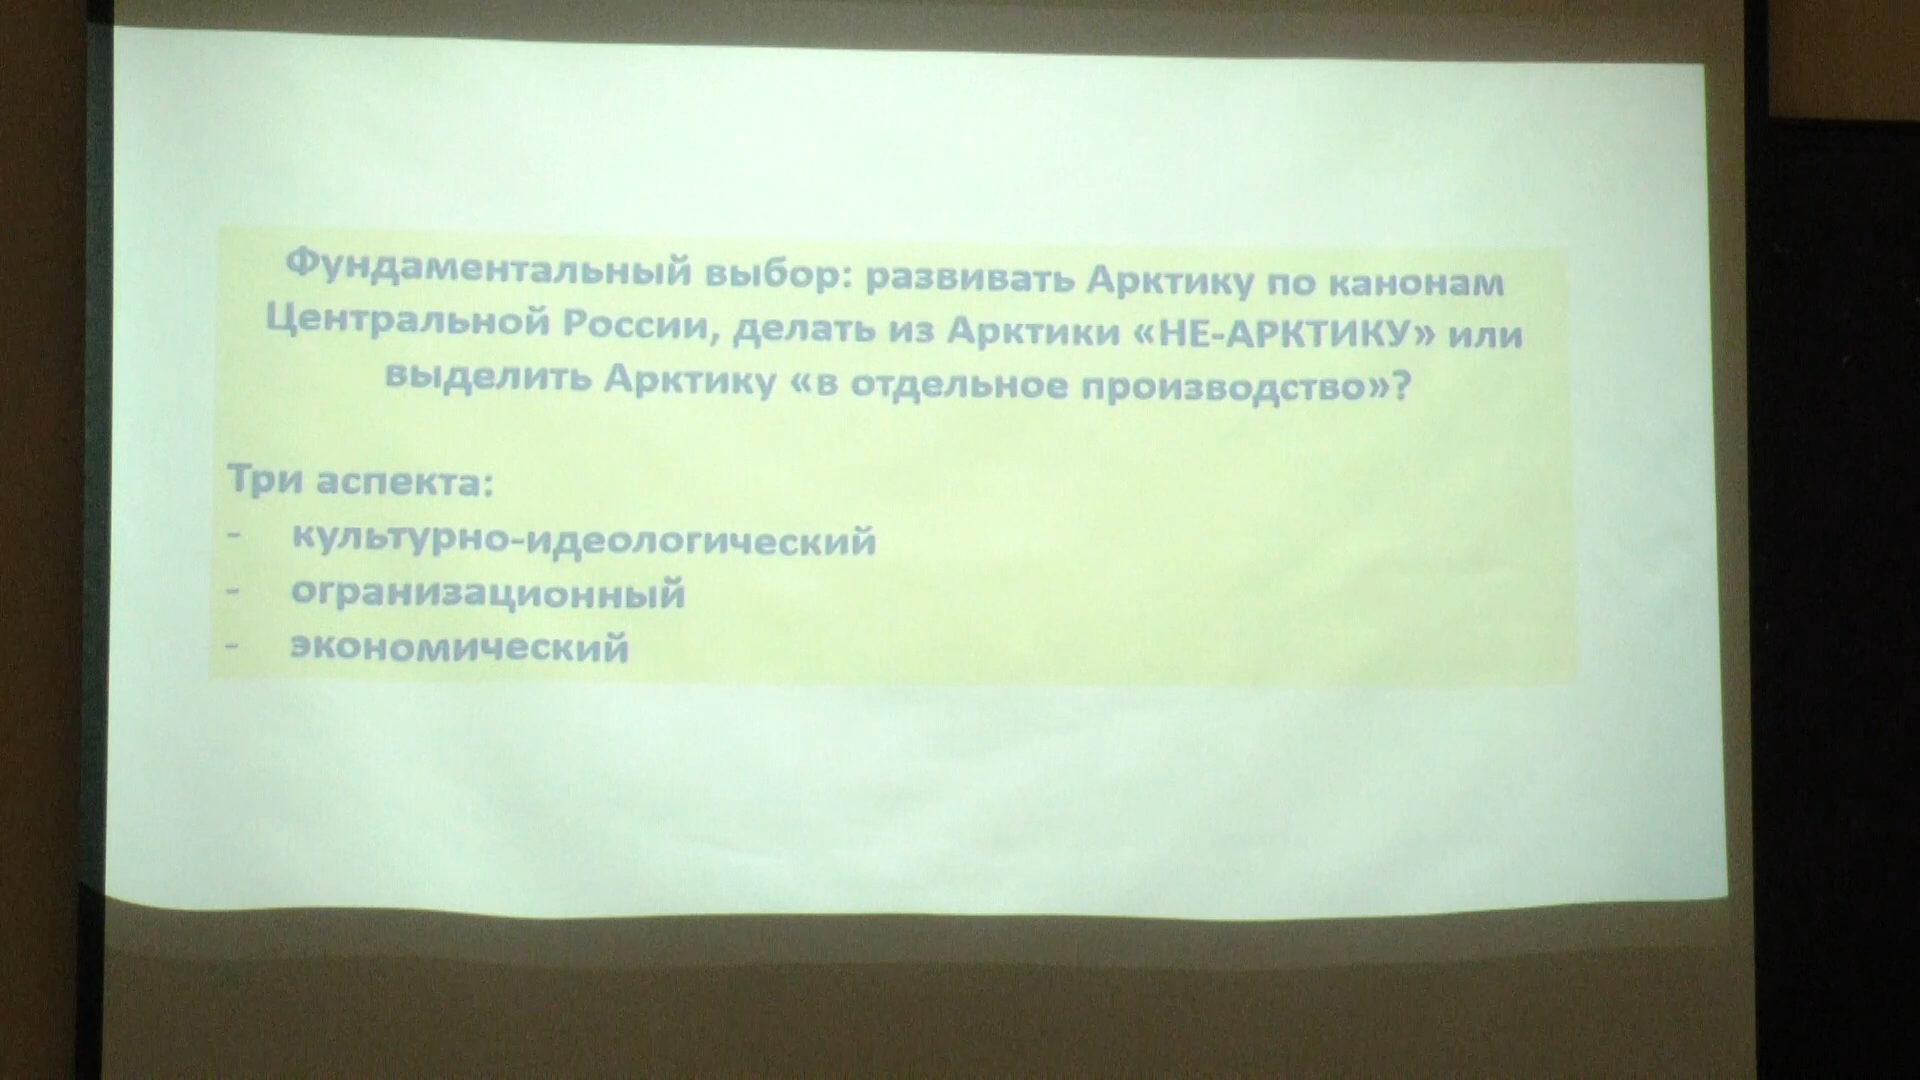 Фундаментальный выбор: развивать Арктику по канонам
Центральной России, делать из Арктики «НЕ-АРКТИКУ» или
выделить Арктику «в отдельное производство»?
Три аспекта:
- культурно-идеологический
- огранизационный
- экономический